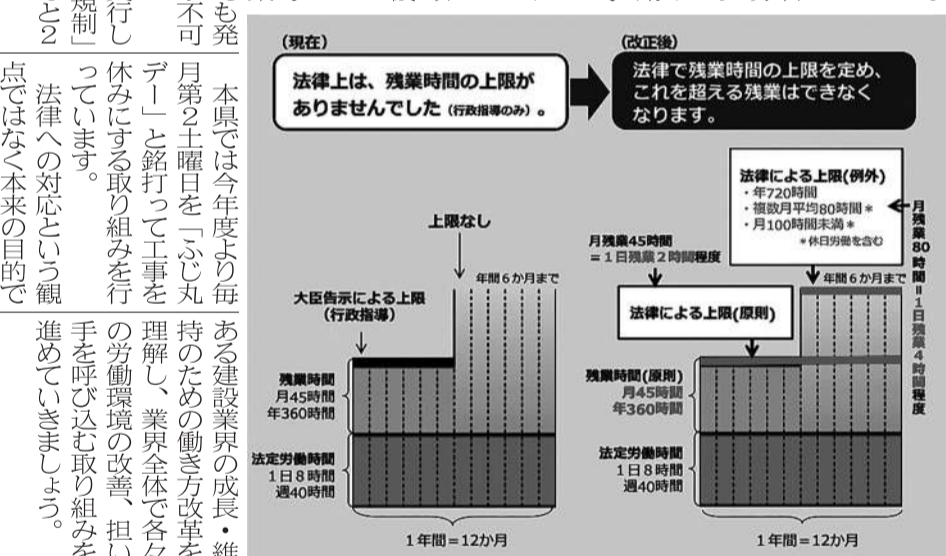 も発
不可
行し
規制」
と2
本県では今年度より毎
月第2土曜日を「ふじ丸
デー」と銘打って工事を
休みにする取り組みを行
っています。
法律への対応という観
点ではなく本来の目的で
ある建設業界の成長・維
持のための働き方改革を
理解し、業界全体で各々
の労働環境の改善、担い
手を呼び込む取り組みを
進めていきましょう。
(現在)
法律上は、残業時間の上限が
ありませんでした(行政指導のみ)。
(改正後)
法律で残業時間の上限を定め、
これを超える残業はできなく
なります。
上限なし
年間6か月まで
大臣告示による上限
(行政指導)
残業時間
月45時間
年360時間
法定労働時間
1日8時間
週40時間
1年間=12か月
法律による上限(例外)
・年720時間
・複数月平均80時間*
・月100時間未満*
*休日労働を含む
月残業80時間=1日残業4時間程度
月残業45時間
=1日残業2時間程度
年間6か月まで
法律による上限(原則)
残業時間(原則)
月45時間
年360時間
法定労働時間
1日8時間
週40時間
1年間=12か月